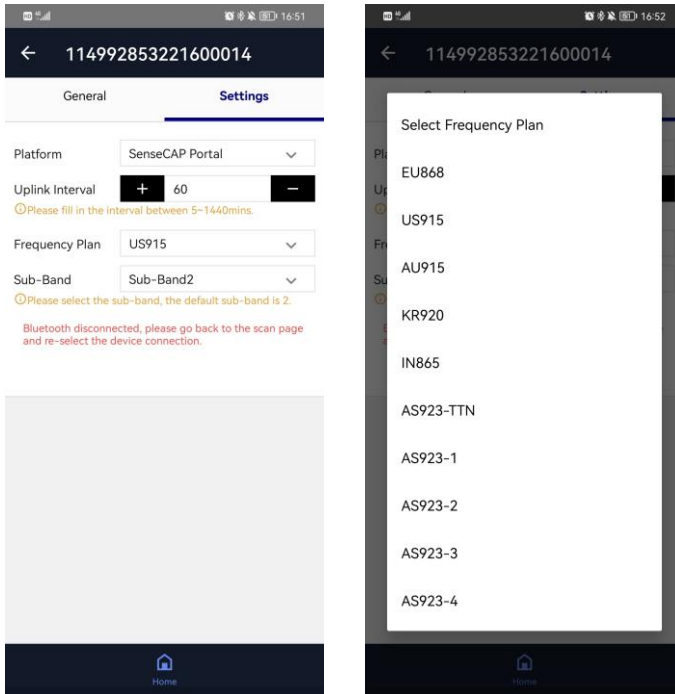 16:51
114992853221600014
General Settings
Platform SenseCAP Portal
Uplink Interval + 60 −
Please fill in the interval between 5~1440mins.
Frequency Plan US915
Sub-Band Sub-Band2
Please select the sub-band, the default sub-band is 2.
Bluetooth disconnected, please go back to the scan page
and re-select the device connection.
Home
16:52
114992853221600014
Select Frequency Plan
EU868
US915
AU915
KR920
IN865
AS923-TTN
AS923-1
AS923-2
AS923-3
AS923-4
Home